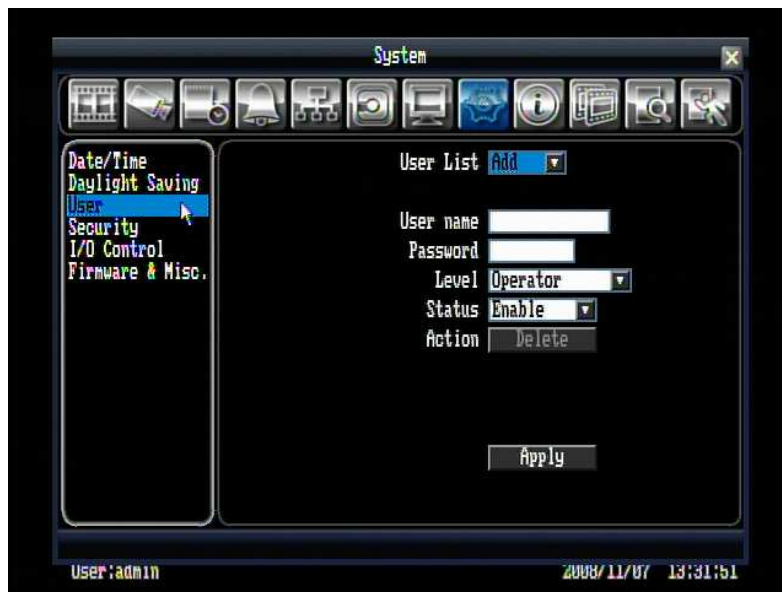 System
Date/Time
Daylight Saving
User
Security
I/O Control
Firmware & Misc.
User List Add
User name
Password
Level Operator
Status Enable
Action Delete
Apply
User:admin 2008/11/07 13:31:51